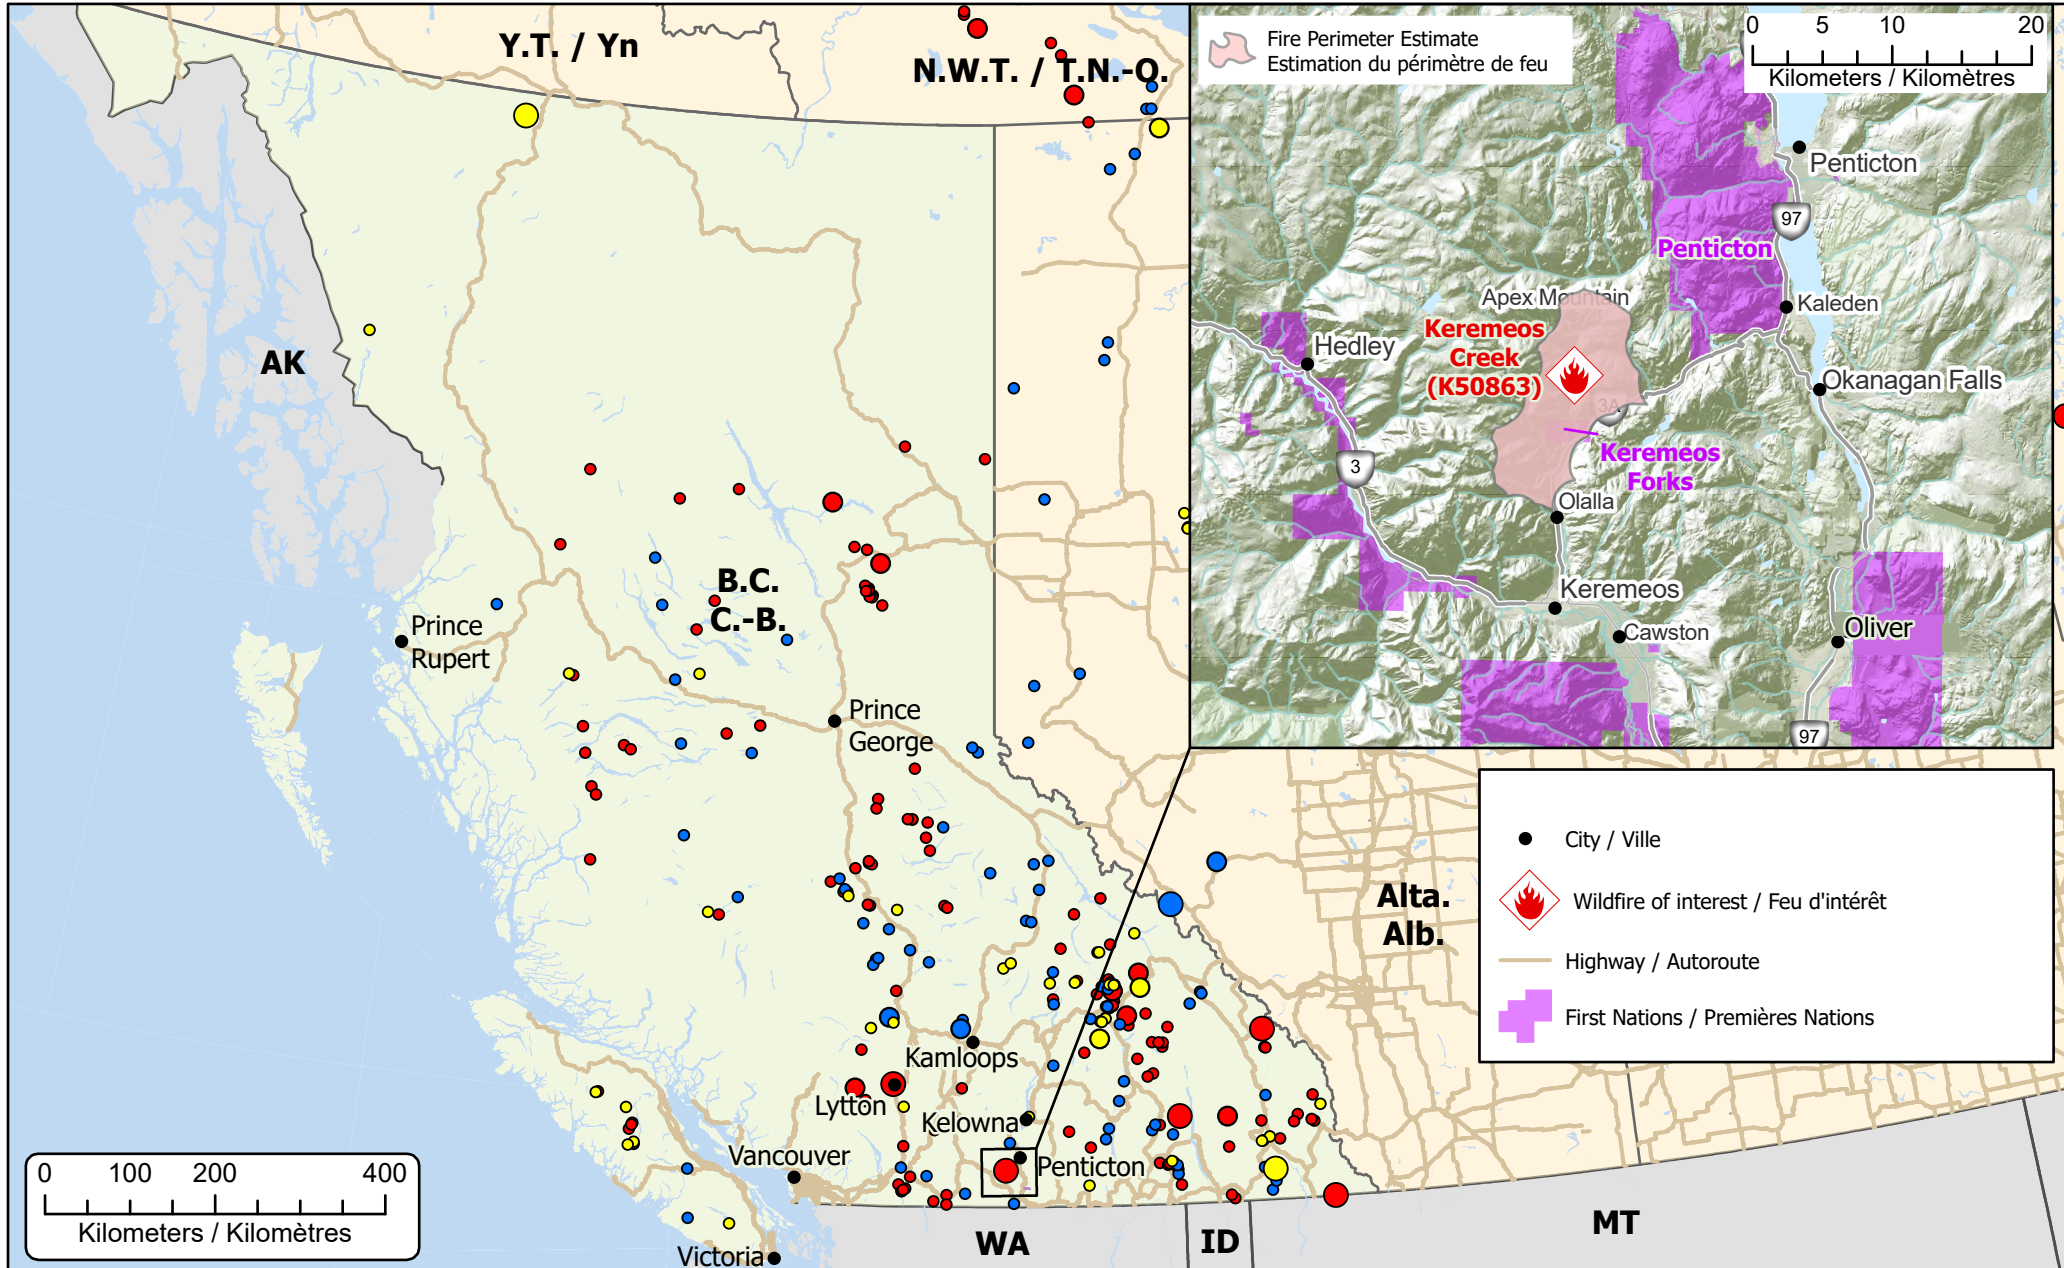 Y.T. / Yn
N.W.T. / T.N.-O.
AK
B.C.
C.-B.
Prince
Rupert
Prince
George
Alta.
Alb.
Kamloops
Lytton
Kelowna
Penticton
Vancouver
Victoria
WA
ID
MT
0 100 200 400
Kilometers / Kilomètres
Fire Perimeter Estimate
Estimation du périmètre de feu
0 5 10 20
Kilometers / Kilomètres
Penticton
97
Penticton
Apex Mountain
Kaleden
Keremeos
Creek
(K50863)
Hedley
Okanagan Falls
3A
Keremeos
Forks
3
Olalla
Keremeos
Cawston
Oliver
97
City / Ville
Wildfire of interest / Feu d'intérêt
Highway / Autoroute
First Nations / Premières Nations